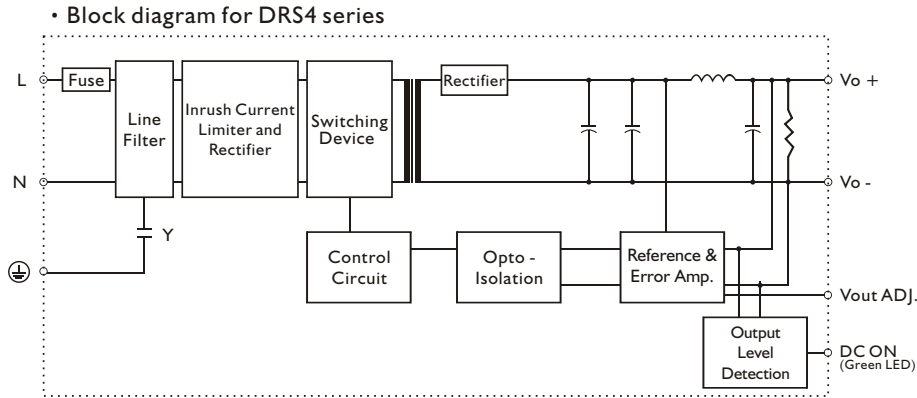 • Block diagram for DRS4 series
L
Fuse
Line
Filter
Inrush Current
Limiter and
Rectifier
Switching
Device
Rectifier
Vo +
N
Vo -
Y
Control
Circuit
Opto -
Isolation
Reference &
Error Amp.
Vout ADJ.
Output
Level
Detection
DC ON
(Green LED)